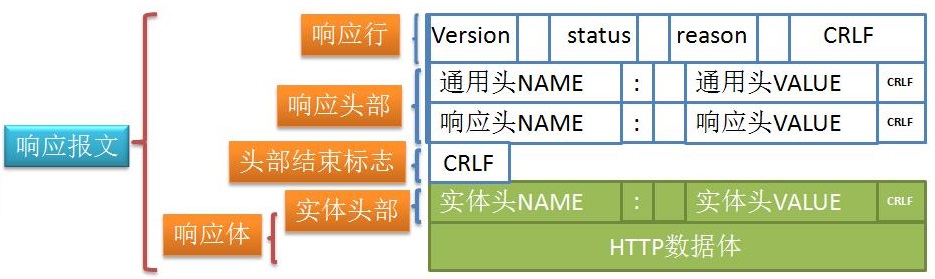 响应报文
响应行
Version status reason CRLF
响应头部
通用头NAME : 通用头VALUE CRLF
响应头NAME : 响应头VALUE CRLF
头部结束标志
CRLF
响应体
实体头部
实体头NAME : 实体头VALUE CRLF
HTTP数据体